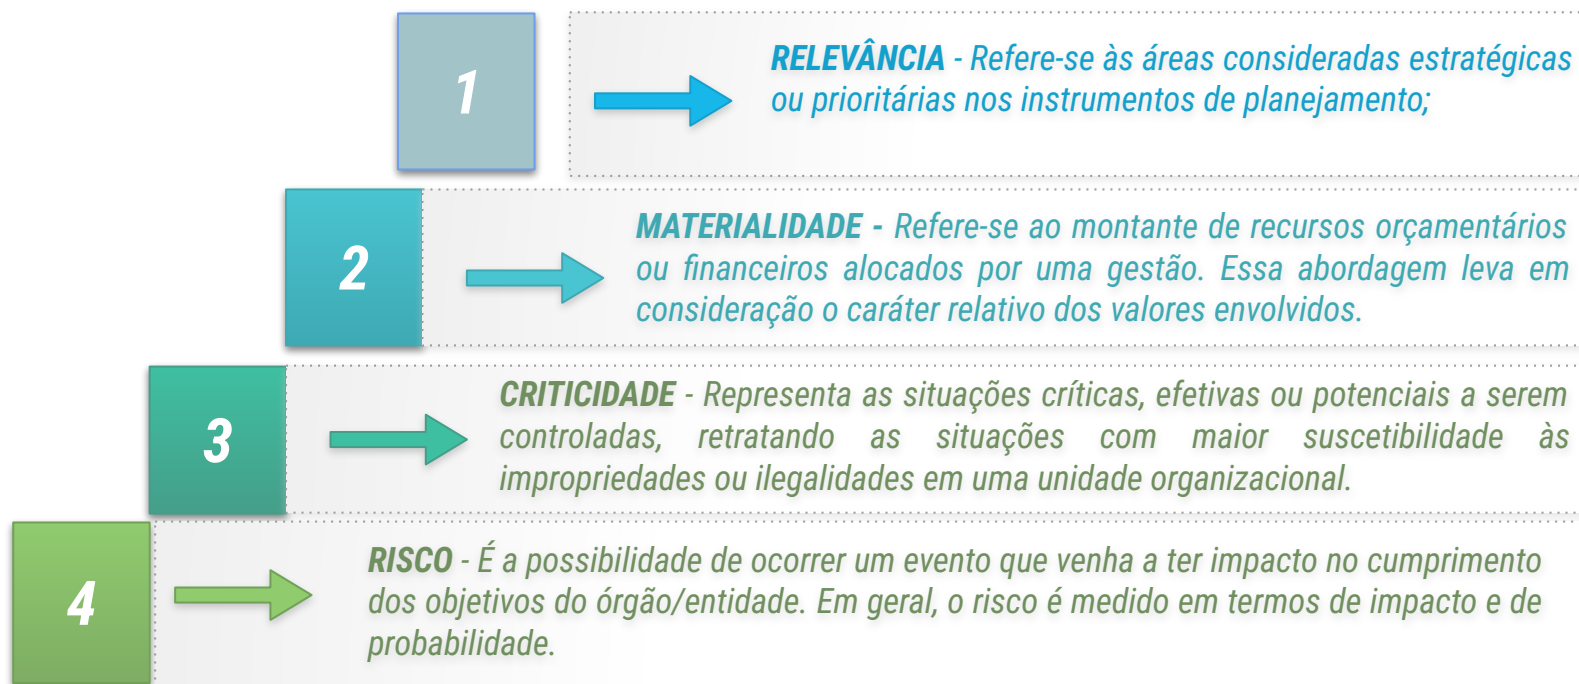 1
RELEVÂNCIA - Refere-se às áreas consideradas estratégicas
ou prioritárias nos instrumentos de planejamento;
2
MATERIALIDADE - Refere-se ao montante de recursos orçamentários
ou financeiros alocados por uma gestão. Essa abordagem leva em
consideração o caráter relativo dos valores envolvidos.
3
CRITICIDADE - Representa as situações críticas, efetivas ou potenciais a serem
controladas, retratando as situações com maior suscetibilidade às
impropriedades ou ilegalidades em uma unidade organizacional.
4
RISCO - É a possibilidade de ocorrer um evento que venha a ter impacto no cumprimento
dos objetivos do órgão/entidade. Em geral, o risco é medido em termos de impacto e de
probabilidade.